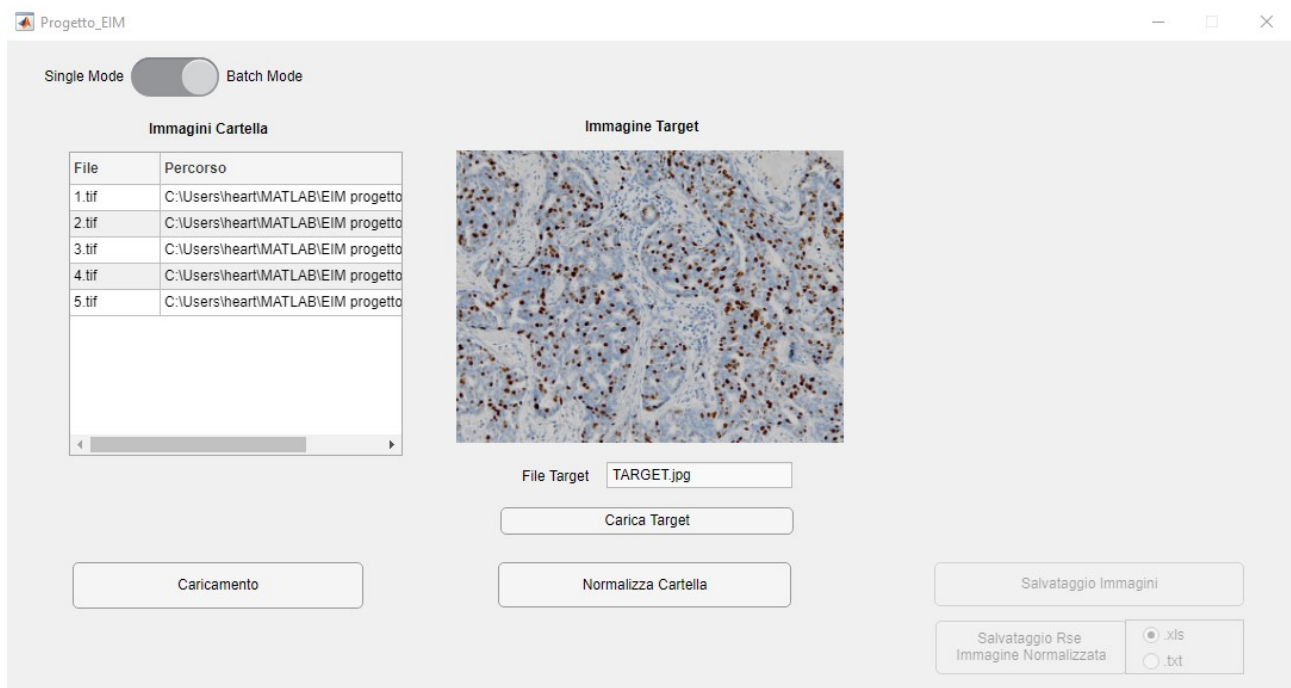 Progetto_EIM
Single Mode
Batch Mode
Immagini Cartella
File Percorso
1.tif C:\Users\heart\MATLAB\EIM progetto
2.tif C:\Users\heart\MATLAB\EIM progetto
3.tif C:\Users\heart\MATLAB\EIM progetto
4.tif C:\Users\heart\MATLAB\EIM progetto
5.tif C:\Users\heart\MATLAB\EIM progetto
Caricamento
Immagine Target
File Target TARGET.jpg
Carica Target
Normalizza Cartella
Salvataggio Immagini
Salvataggio Rse
Immagine Normalizzata
.xls
.txt